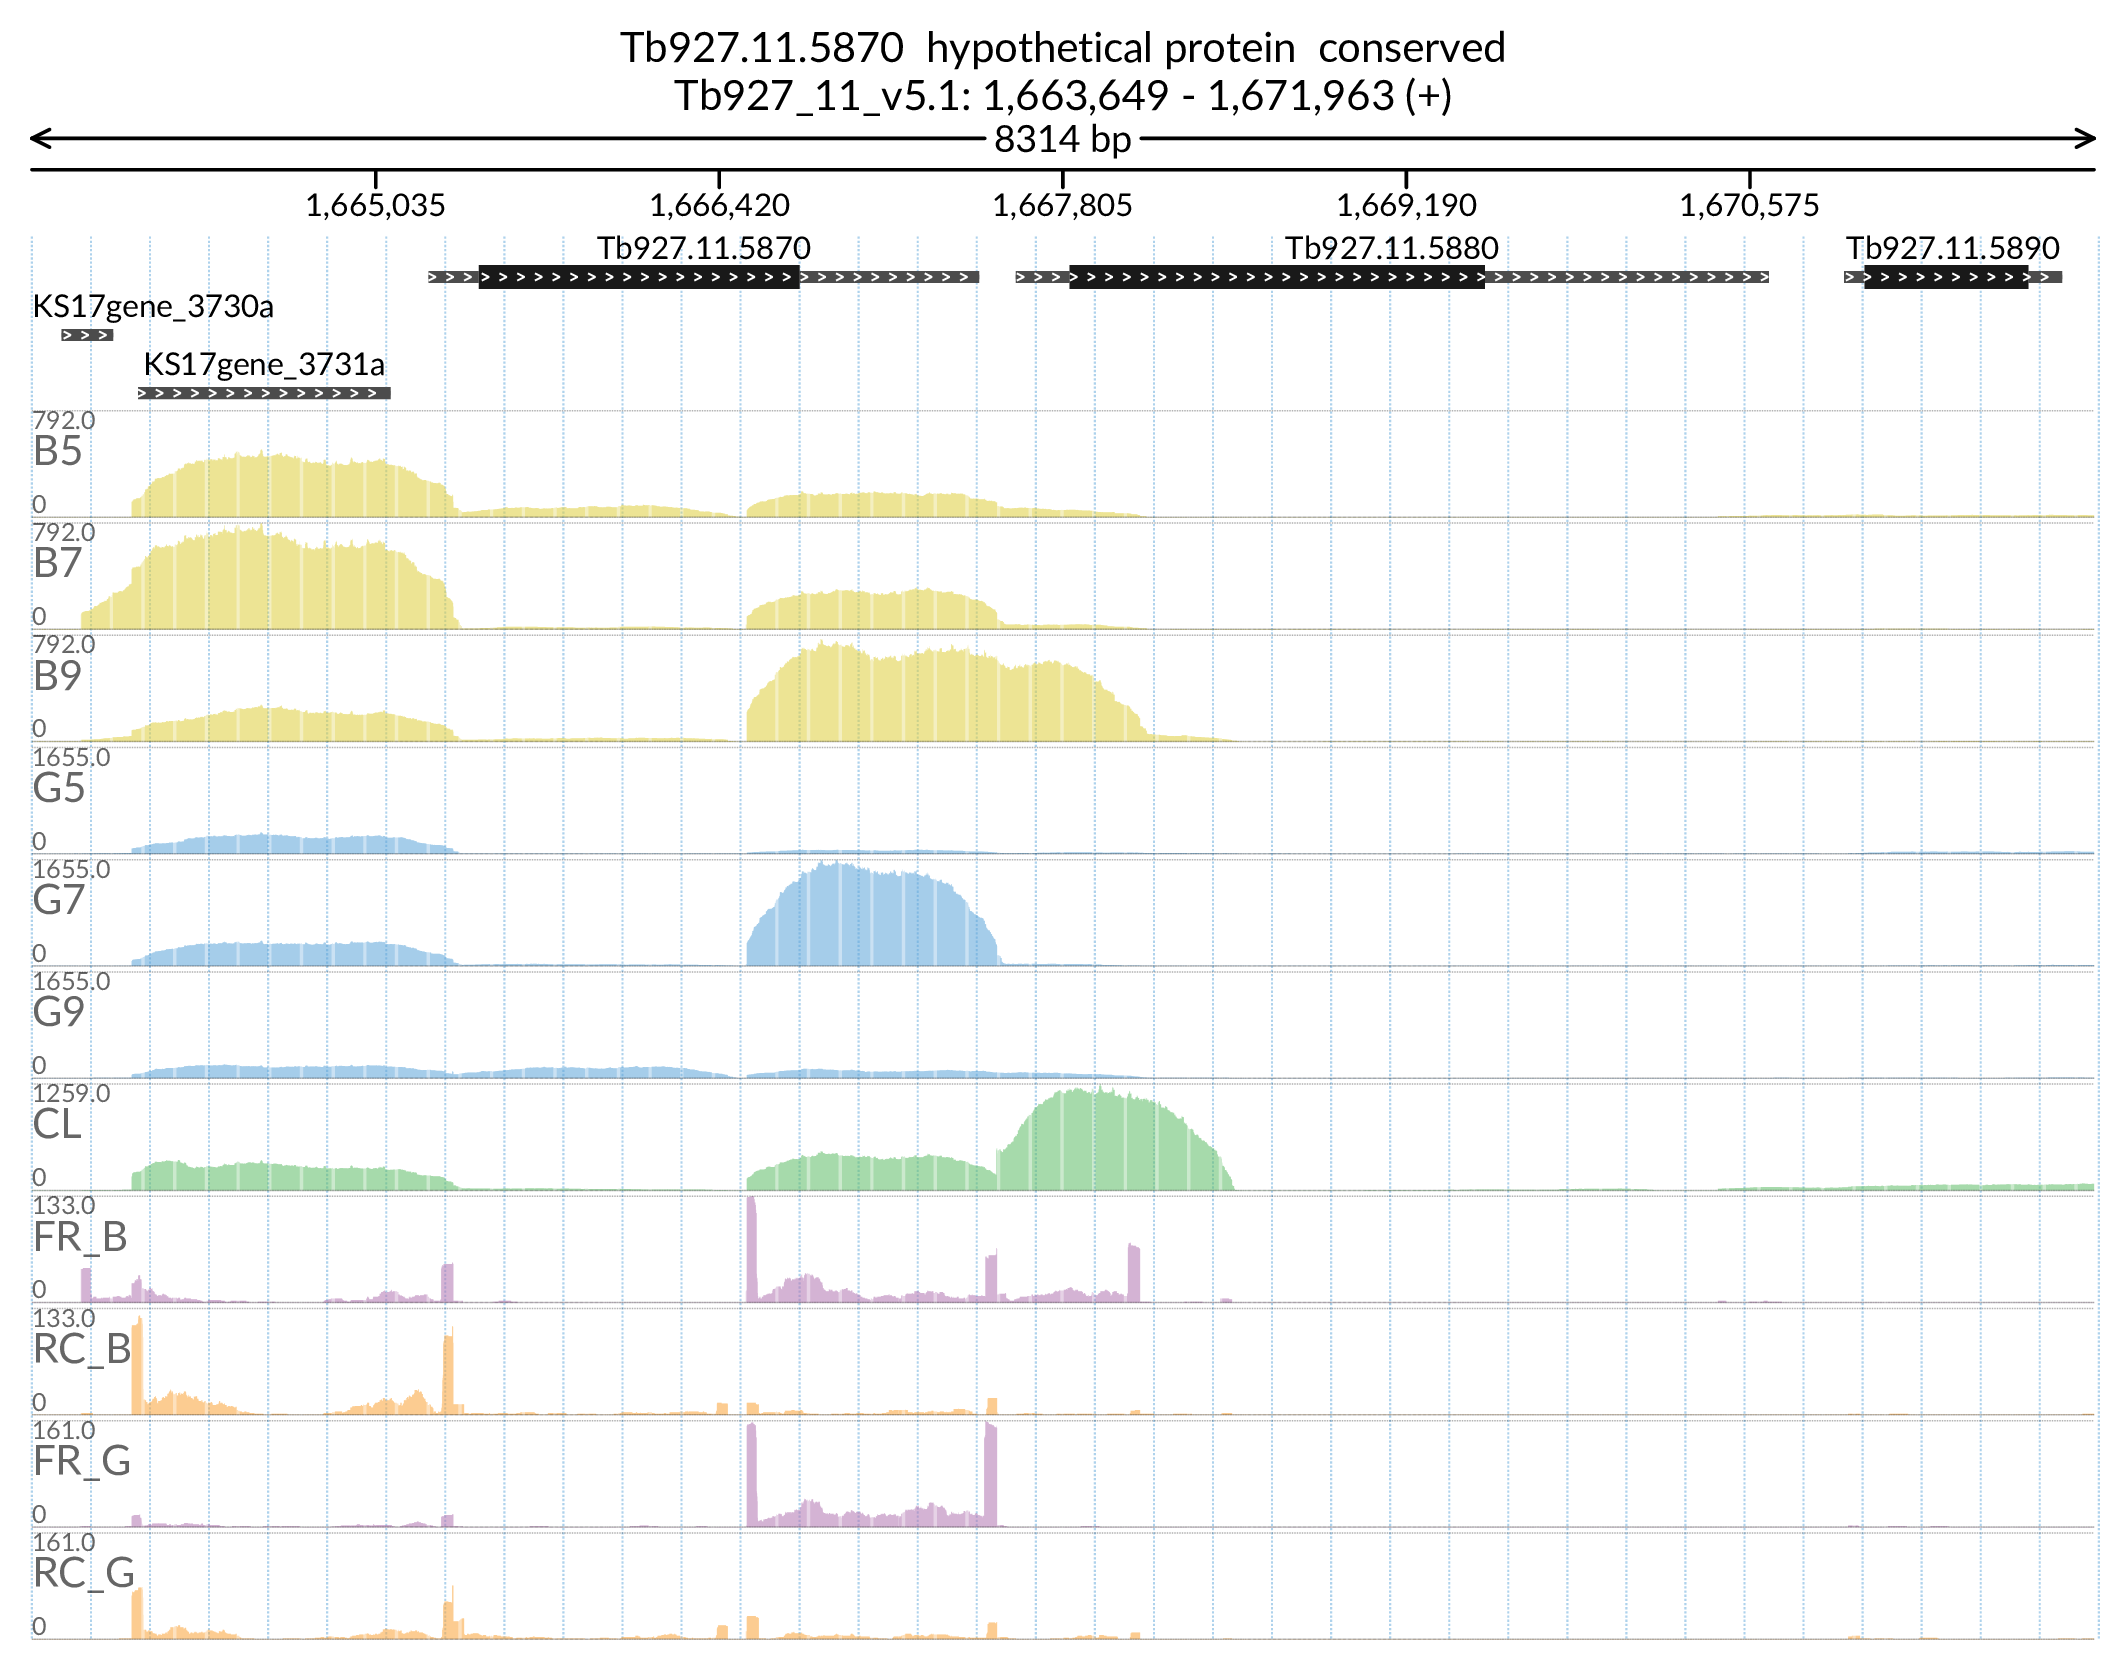 Tb927.11.5870  hypothetical protein  conserved
Tb927_11_v5.1: 1,663,649 - 1,671,963 (+)
8314 bp
1,665,035 1,666,420 1,667,805 1,669,190 1,670,575
Tb927.11.5870 Tb927.11.5880 Tb927.11.5890
KS17gene_3730a
KS17gene_3731a
792.0
B5
0
792.0
B7
0
792.0
B9
0
1655.0
G5
0
1655.0
G7
0
1655.0
G9
0
1259.0
CL
0
133.0
FR_B
0
133.0
RC_B
0
161.0
FR_G
0
161.0
RC_G
0